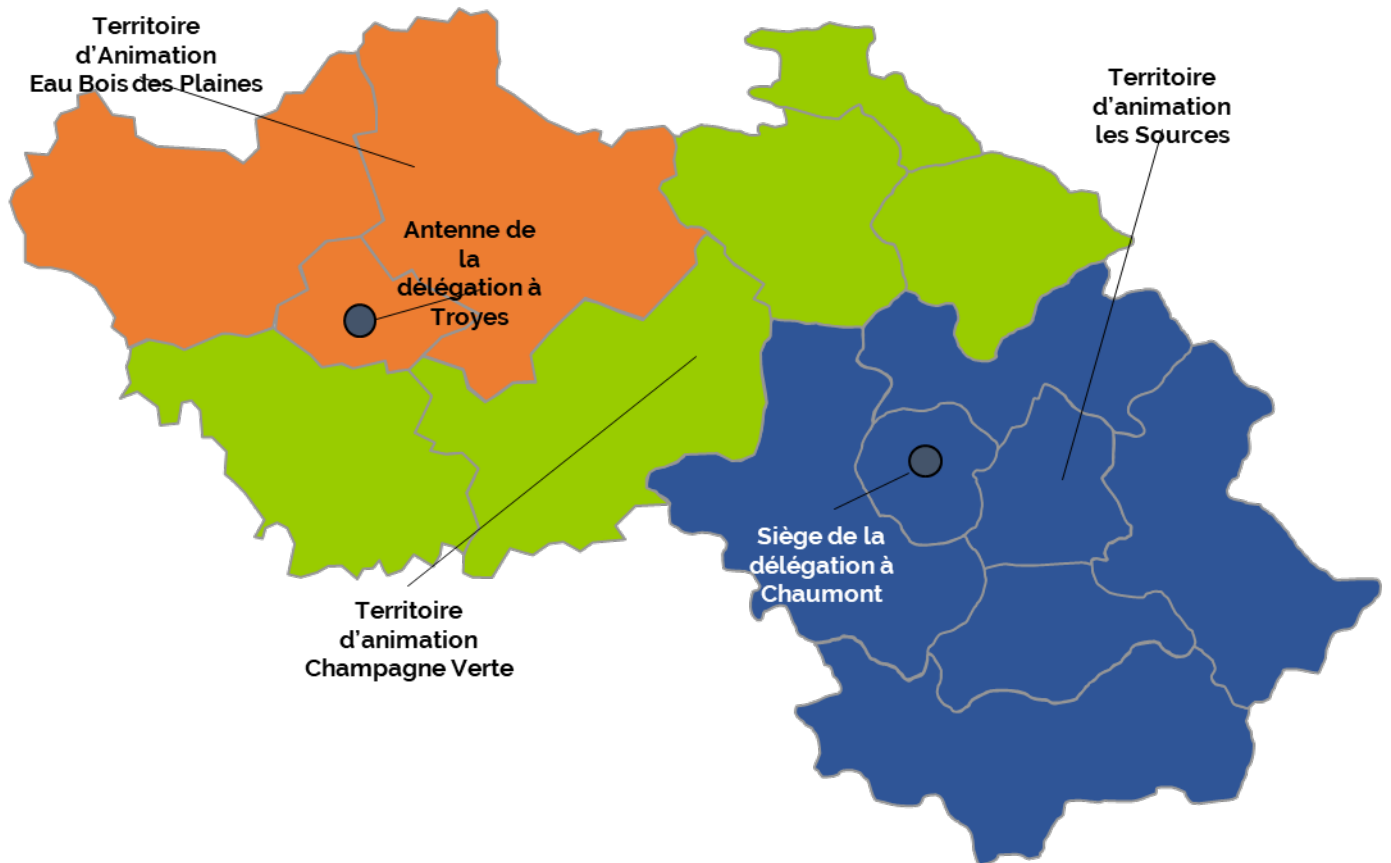 Territoire
d’Animation
Eau Bois des Plaines
Territoire
d’animation
les Sources
Antenne de
la
délégation à
Troyes
Siège de la
délégation à
Chaumont
Territoire
d’animation
Champagne Verte